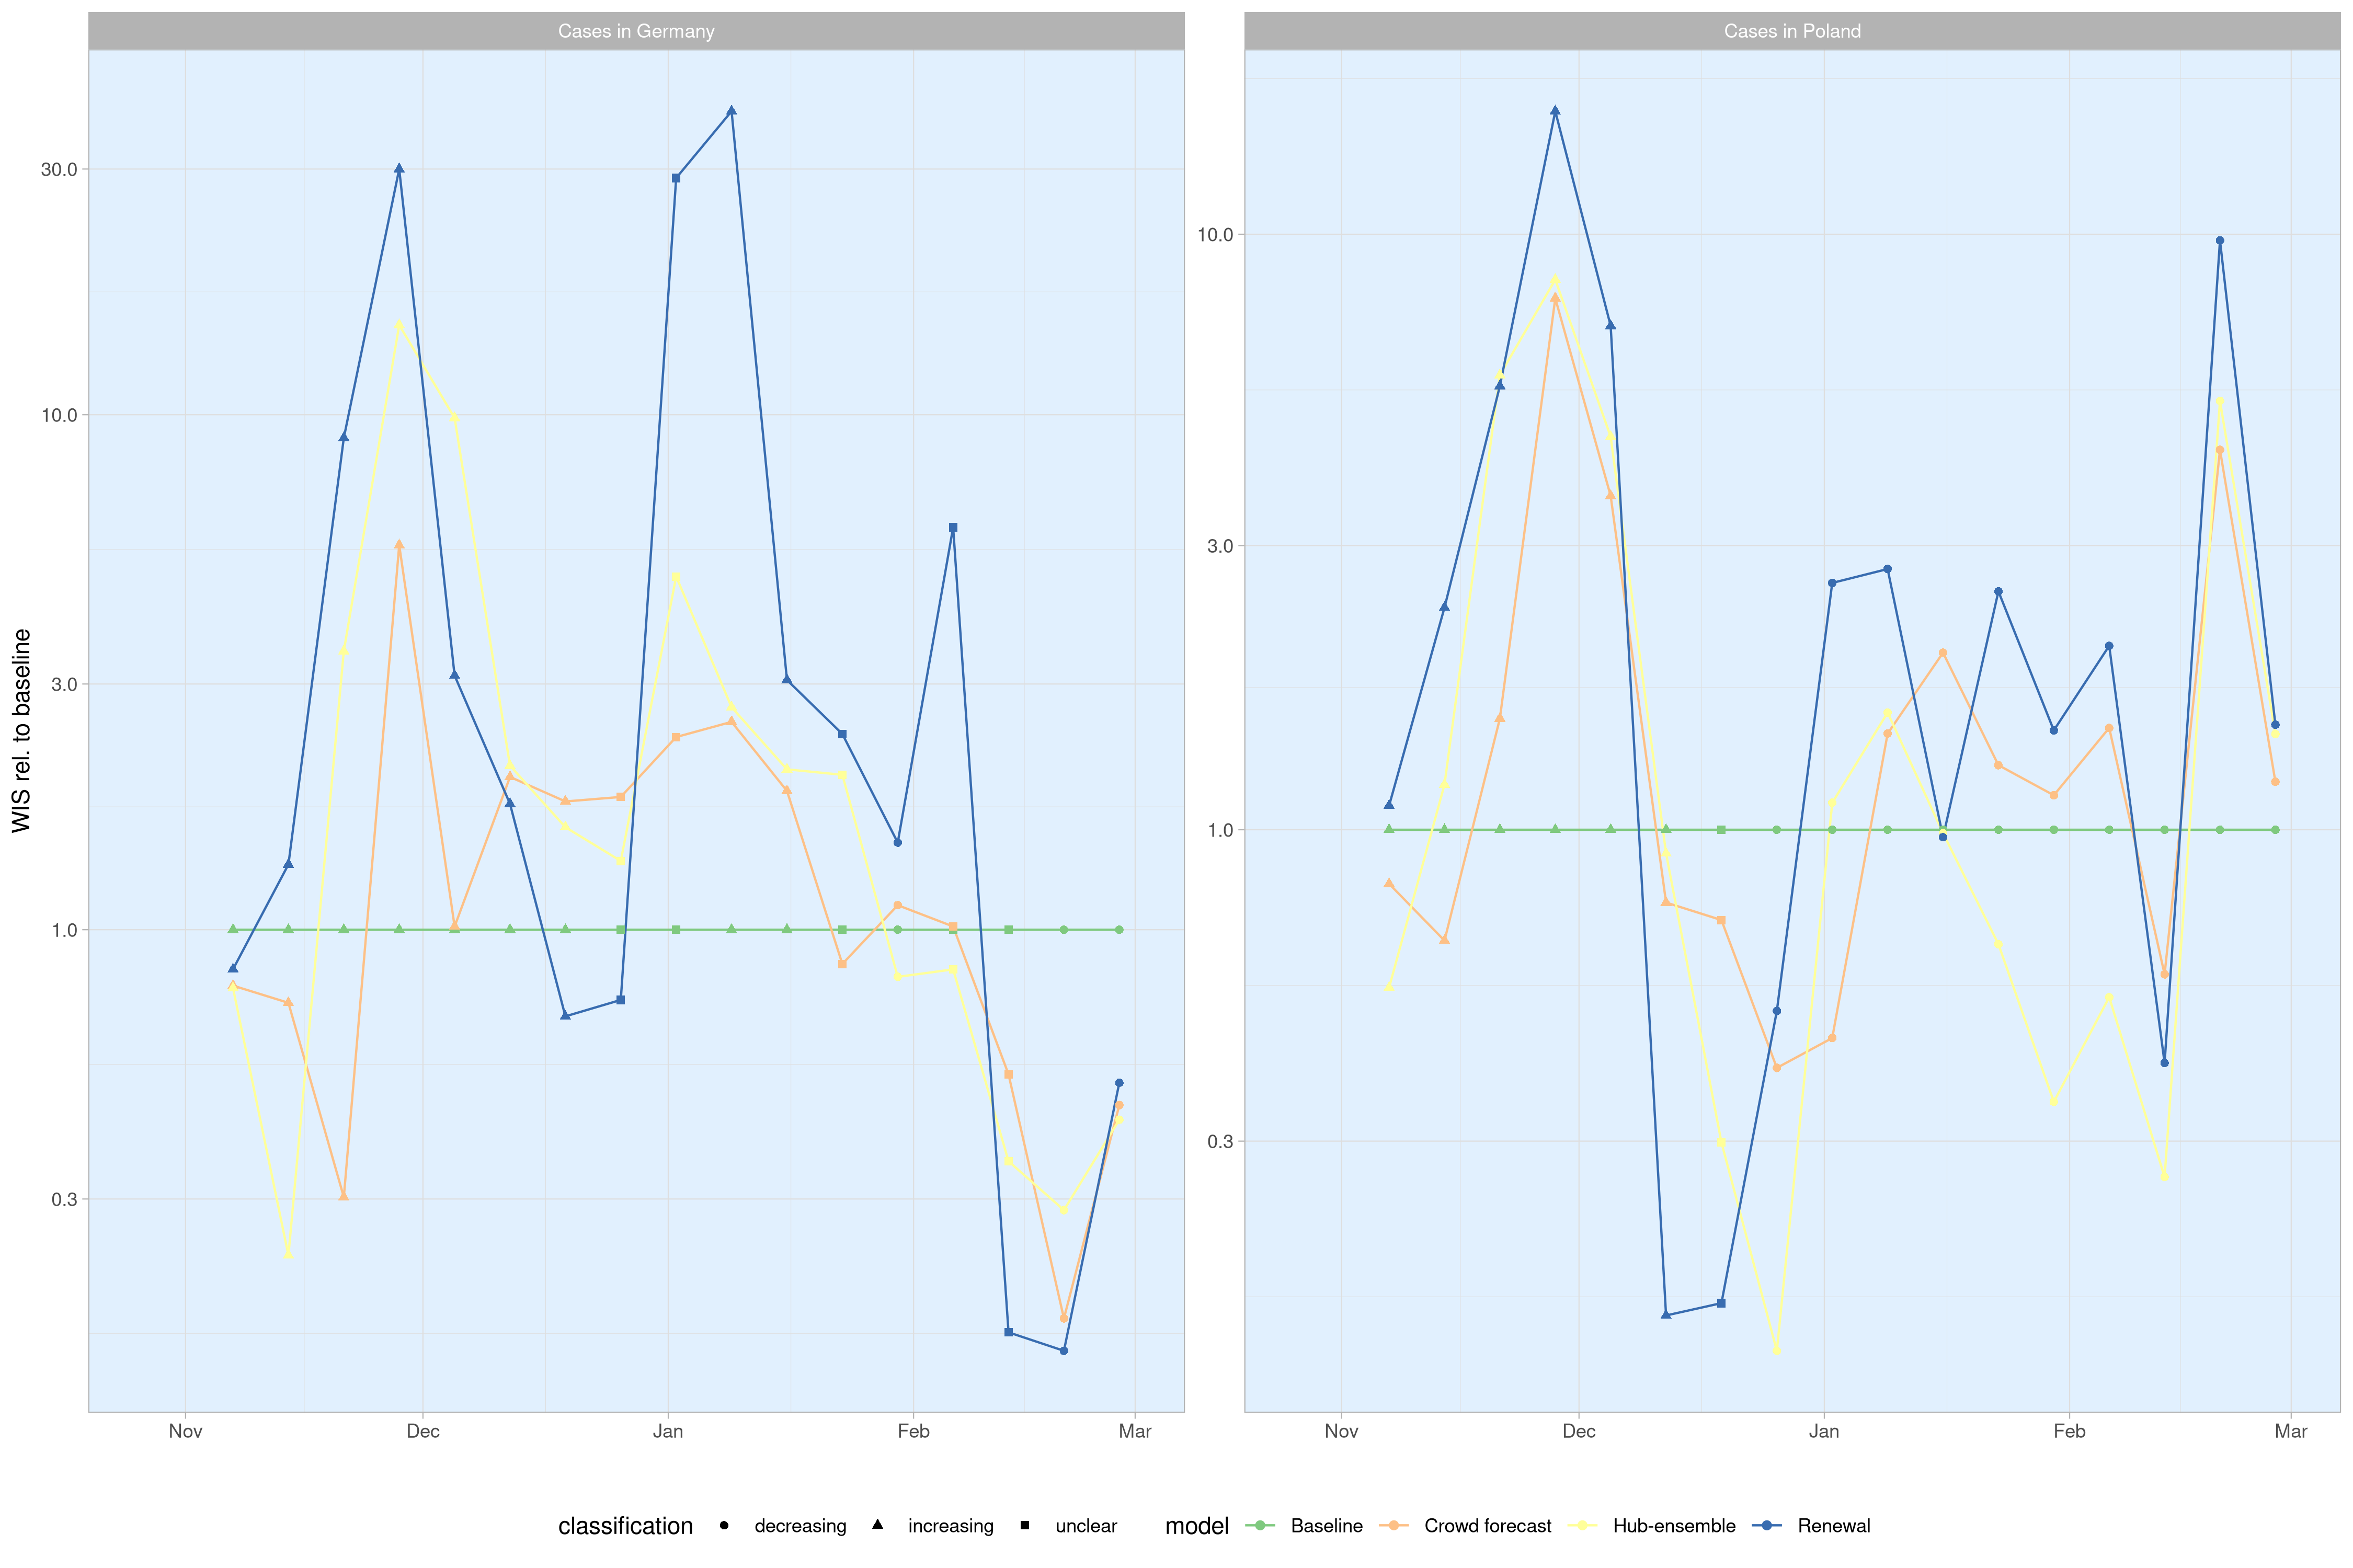 Cases in Germany
Cases in Poland
WIS rel. to baseline
30.0
10.0
3.0
1.0
0.3
10.0
3.0
1.0
0.3
Nov Dec Jan Feb Mar
Nov Dec Jan Feb Mar
classification decreasing increasing unclear model Baseline Crowd forecast Hub-ensemble Renewal